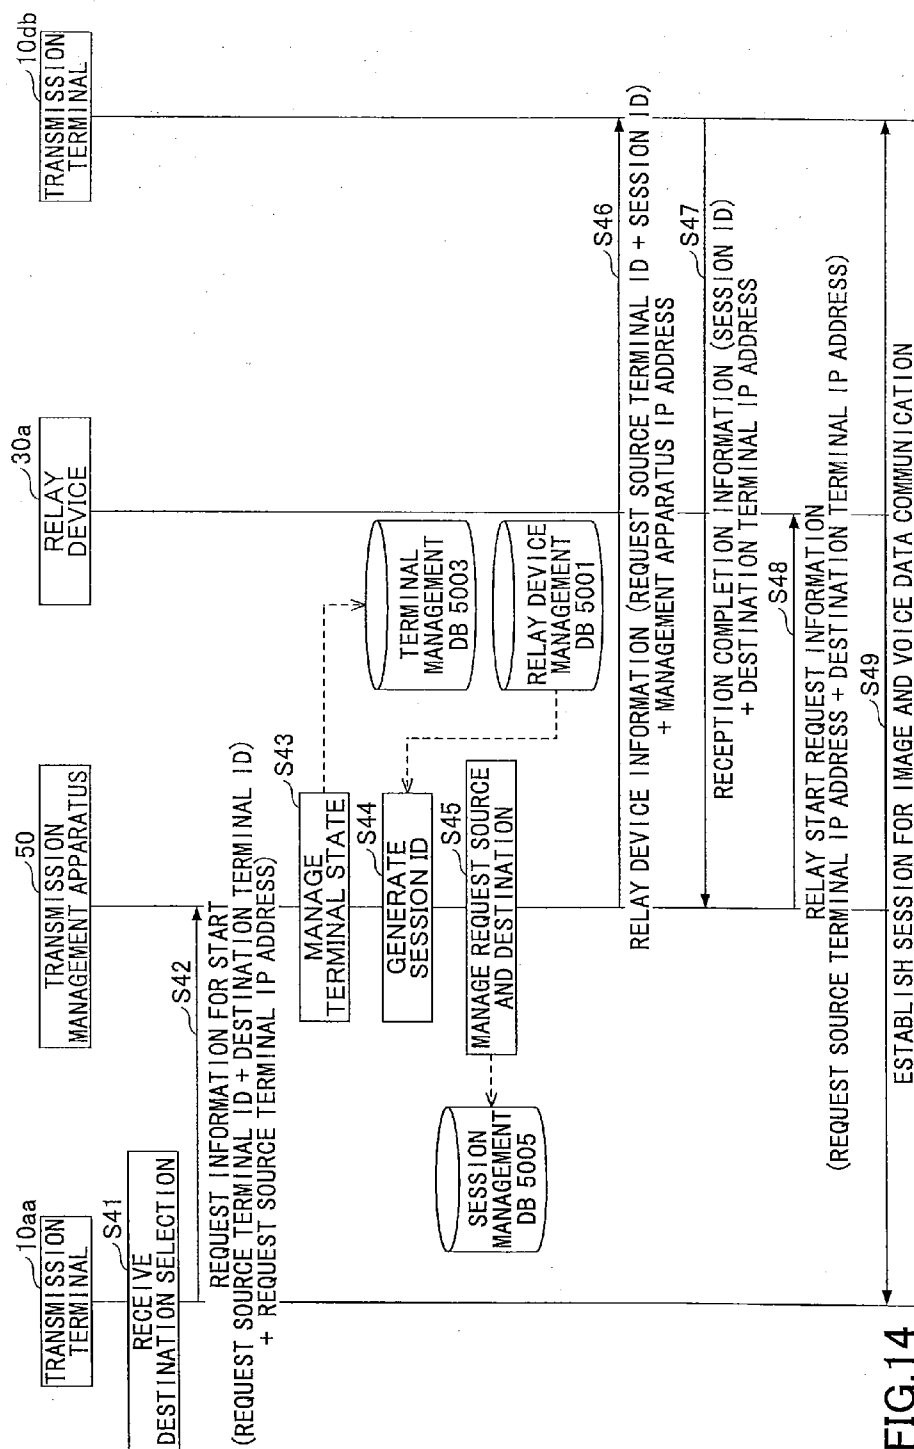 10aa
TRANSMISSION
TERMINAL
50
TRANSMISSION
MANAGEMENT APPARATUS
30a
RELAY
DEVICE
10db
TRANSMISSION
TERMINAL
S41
RECEIVE
DESTINATION SELECTION
S42
REQUEST INFORMATION FOR START
(REQUEST SOURCE TERMINAL ID + DESTINATION TERMINAL ID)
+ REQUEST SOURCE TERMINAL IP ADDRESS)
S43
MANAGE
TERMINAL STATE
TERMINAL
MANAGEMENT
DB 5003
S44
GENERATE
SESSION ID
RELAY DEVICE
MANAGEMENT
DB 5001
S45
MANAGE REQUEST SOURCE
AND DESTINATION
SESSION
MANAGEMENT
DB 5005
S46
RELAY DEVICE INFORMATION (REQUEST SOURCE TERMINAL ID + SESSION ID)
+ MANAGEMENT APPARATUS IP ADDRESS
S47
RECEPTION COMPLETION INFORMATION (SESSION ID)
+ DESTINATION TERMINAL IP ADDRESS
S48
RELAY START REQUEST INFORMATION
(REQUEST SOURCE TERMINAL IP ADDRESS + DESTINATION TERMINAL IP ADDRESS)
S49
ESTABLISH SESSION FOR IMAGE AND VOICE DATA COMMUNICATION
FIG.14